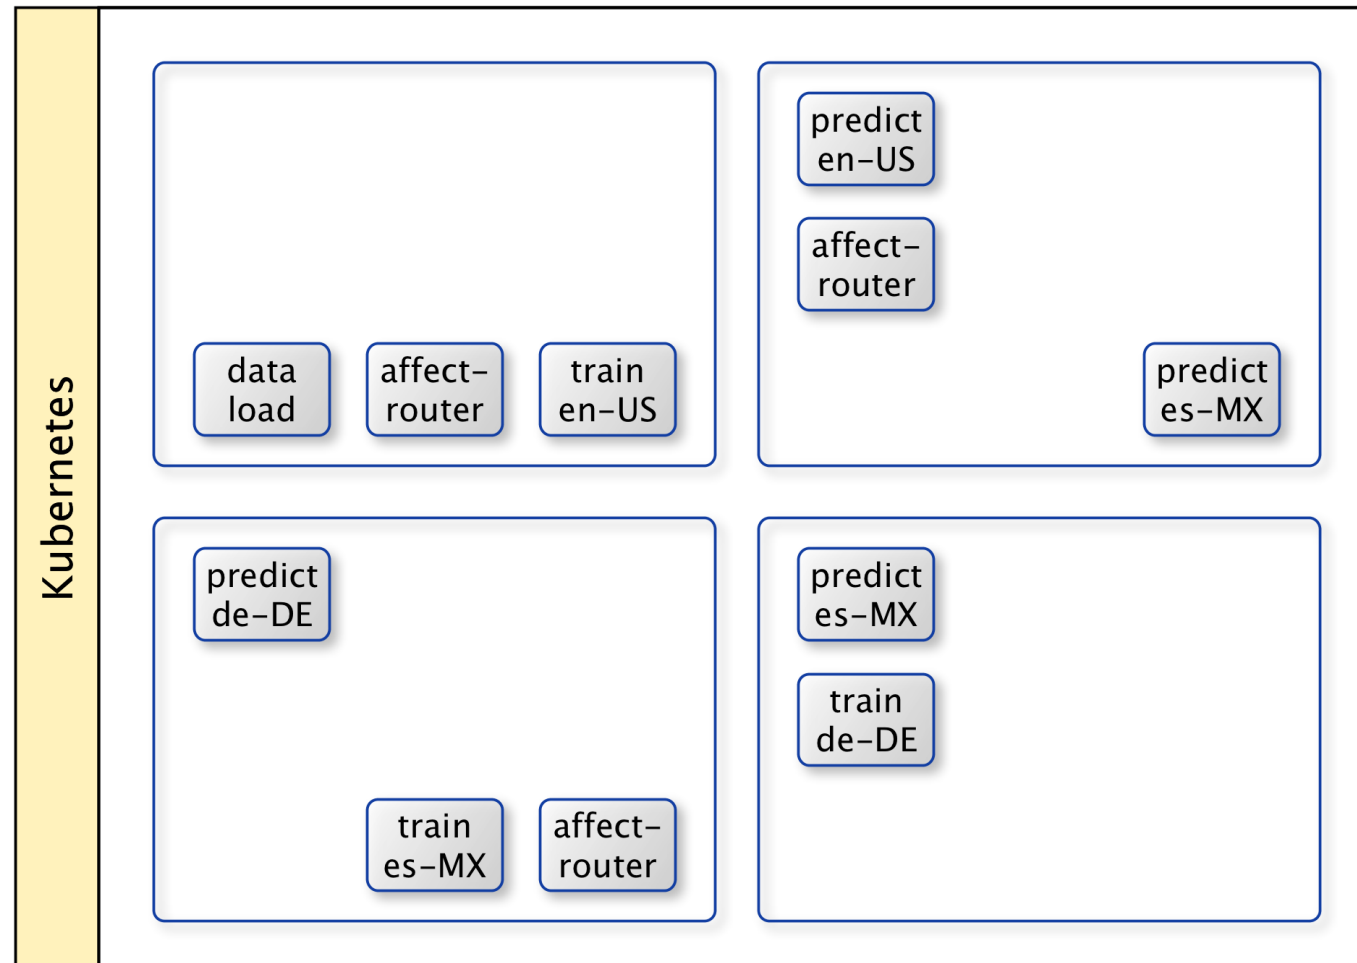 Kubernetes
data
load
affect-
router
train
en-US
predict
en-US
affect-
router
predict
es-MX
predict
de-DE
train
es-MX
affect-
router
predict
es-MX
train
de-DE